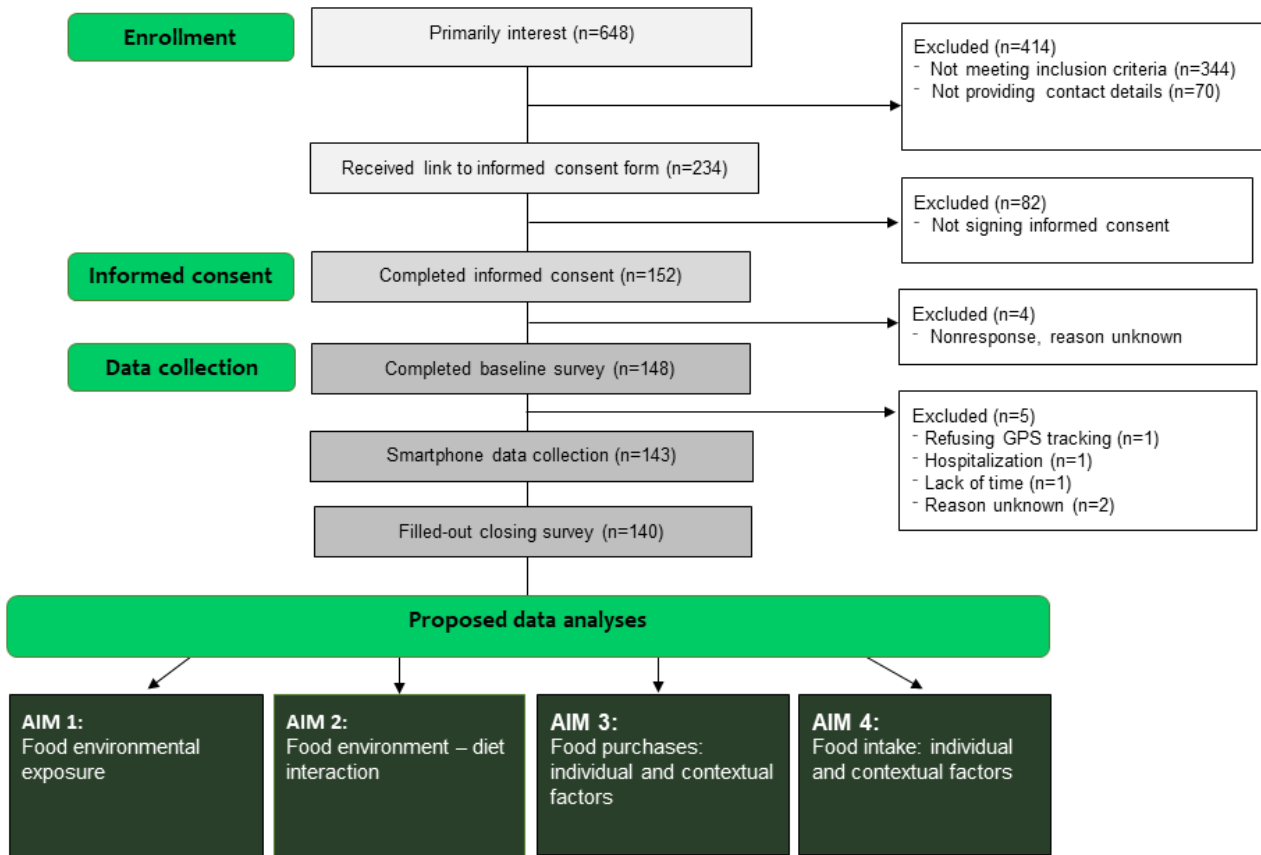 Enrollment
Primarily interest (n=648)
Excluded (n=414)
- Not meeting inclusion criteria (n=344)
- Not providing contact details (n=70)
Received link to informed consent form (n=234)
Excluded (n=82)
- Not signing informed consent
Informed consent
Completed informed consent (n=152)
Excluded (n=4)
- Nonresponse, reason unknown
Data collection
Completed baseline survey (n=148)
Excluded (n=5)
- Refusing GPS tracking (n=1)
- Hospitalization (n=1)
- Lack of time (n=1)
- Reason unknown (n=2)
Smartphone data collection (n=143)
Filled-out closing survey (n=140)
Proposed data analyses
AIM 1:
Food environmental
exposure
AIM 2:
Food environment – diet
interaction
AIM 3:
Food purchases:
individual and contextual
factors
AIM 4:
Food intake: individual
and contextual factors